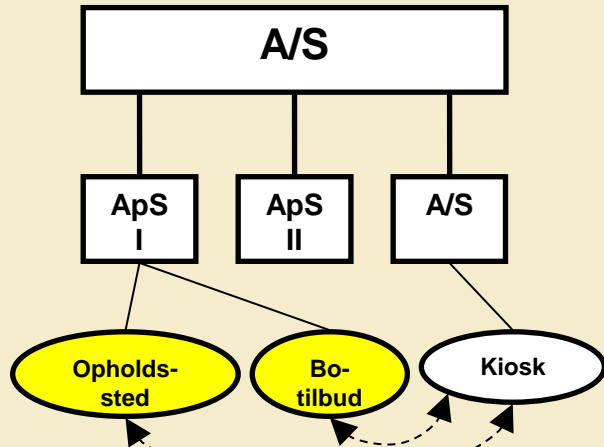 A/S
ApS
I
ApS
II
A/S
Opholds-
sted
Bo-
tilbud
Kiosk